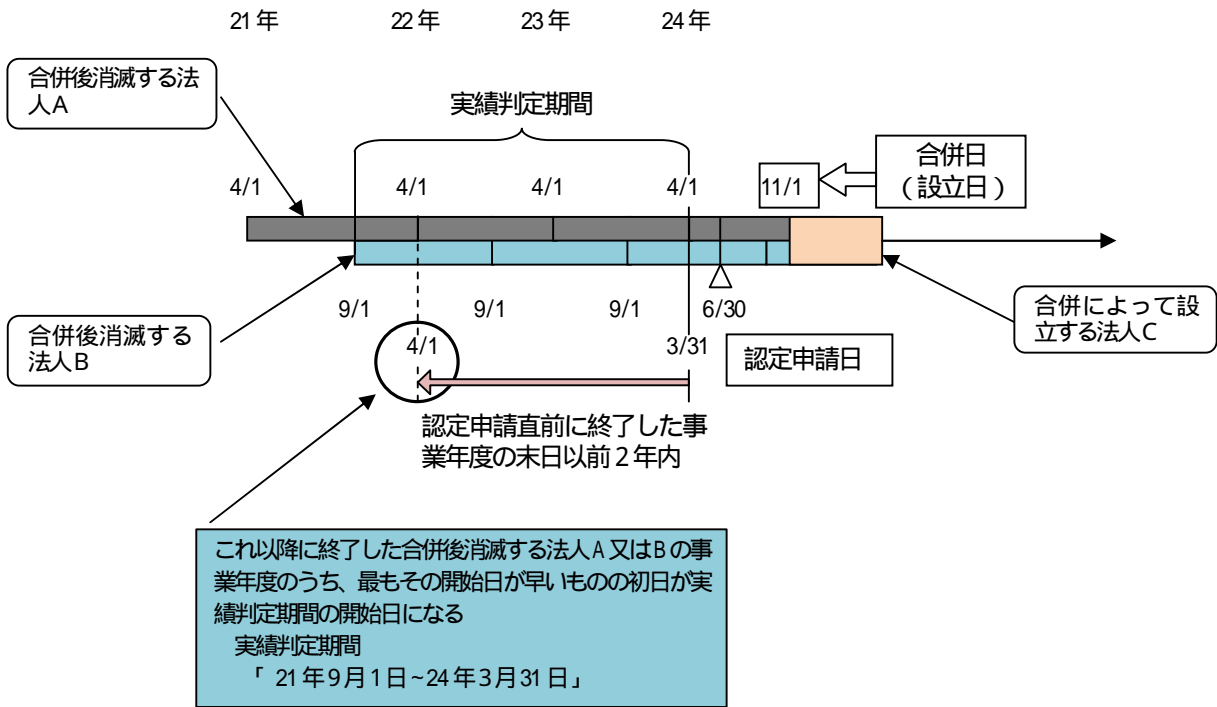 21年 22年 23年 24年
合併後消滅する法
人A
実績判定期間
合併日
（設立日）
4/1 4/1 4/1 4/1 11/1
9/1 9/1 9/1 6/30
合併後消滅する
法人B
合併によって設
立する法人C
4/1 3/31
認定申請日
認定申請直前に終了した事
業年度の末日以前2年内
これ以降に終了した合併後消滅する法人A又はBの事
業年度のうち、最もその開始日が早いものの初日が実
績判定期間の開始日になる
実績判定期間
「 21年9月1日~24年3月31日」